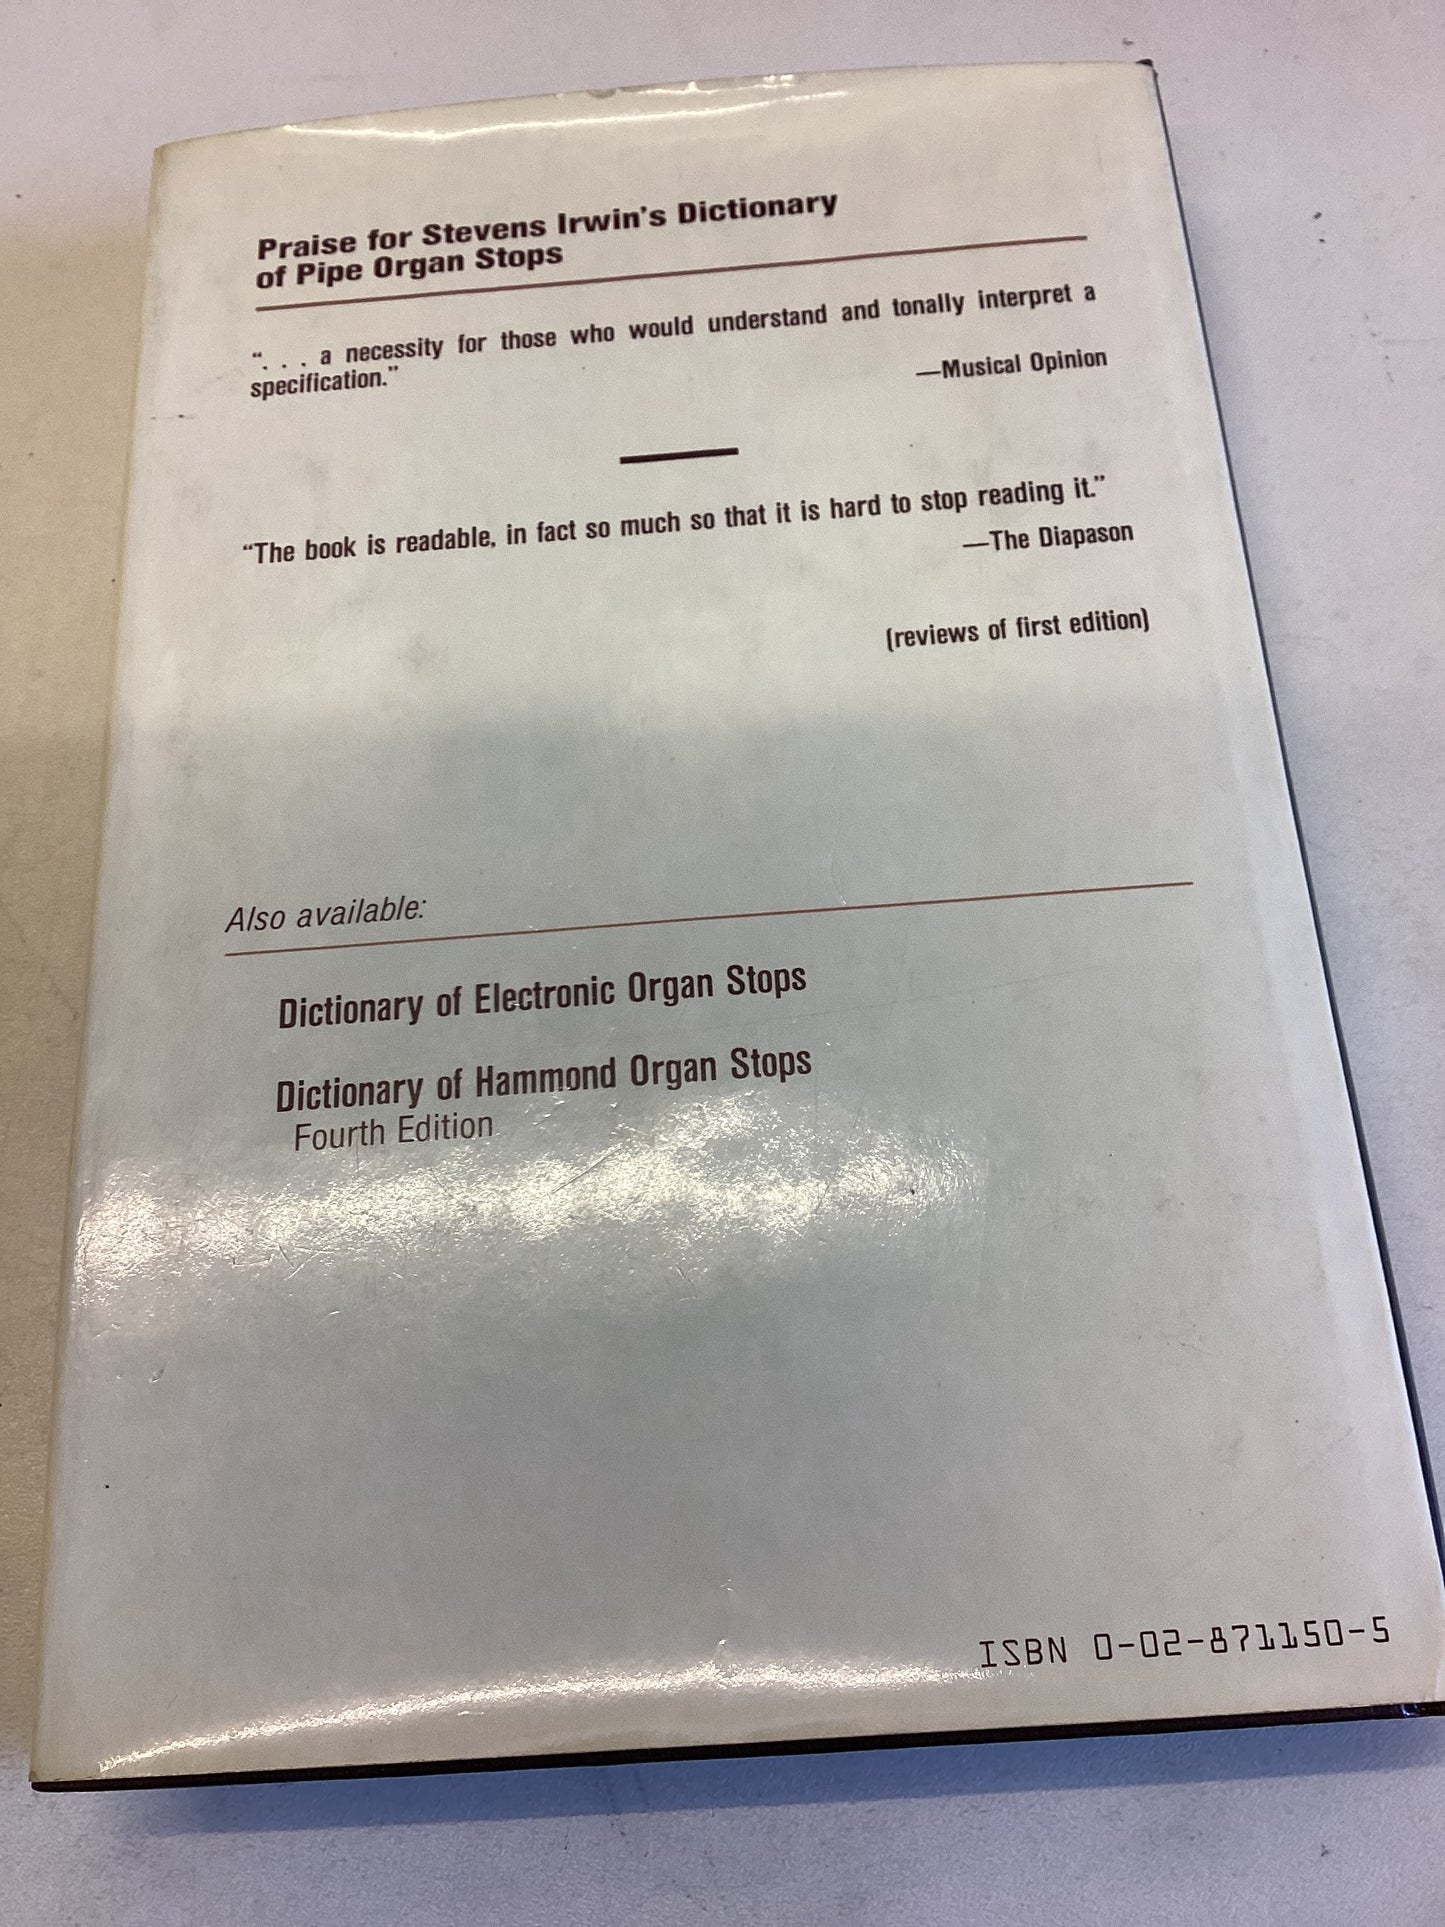 Praise for Stevens Irwin's Dictionary
of Pipe Organ Stops
“. . . a necessity for those who would understand and tonally interpret a
specification.”
—Musical Opinion
“The book is readable, in fact so much so that it is hard to stop reading it.”
—The Diapason
(reviews of first edition)
Also available:
Dictionary of Electronic Organ Stops
Dictionary of Hammond Organ Stops
Fourth Edition
ISBN 0-02-871150-5